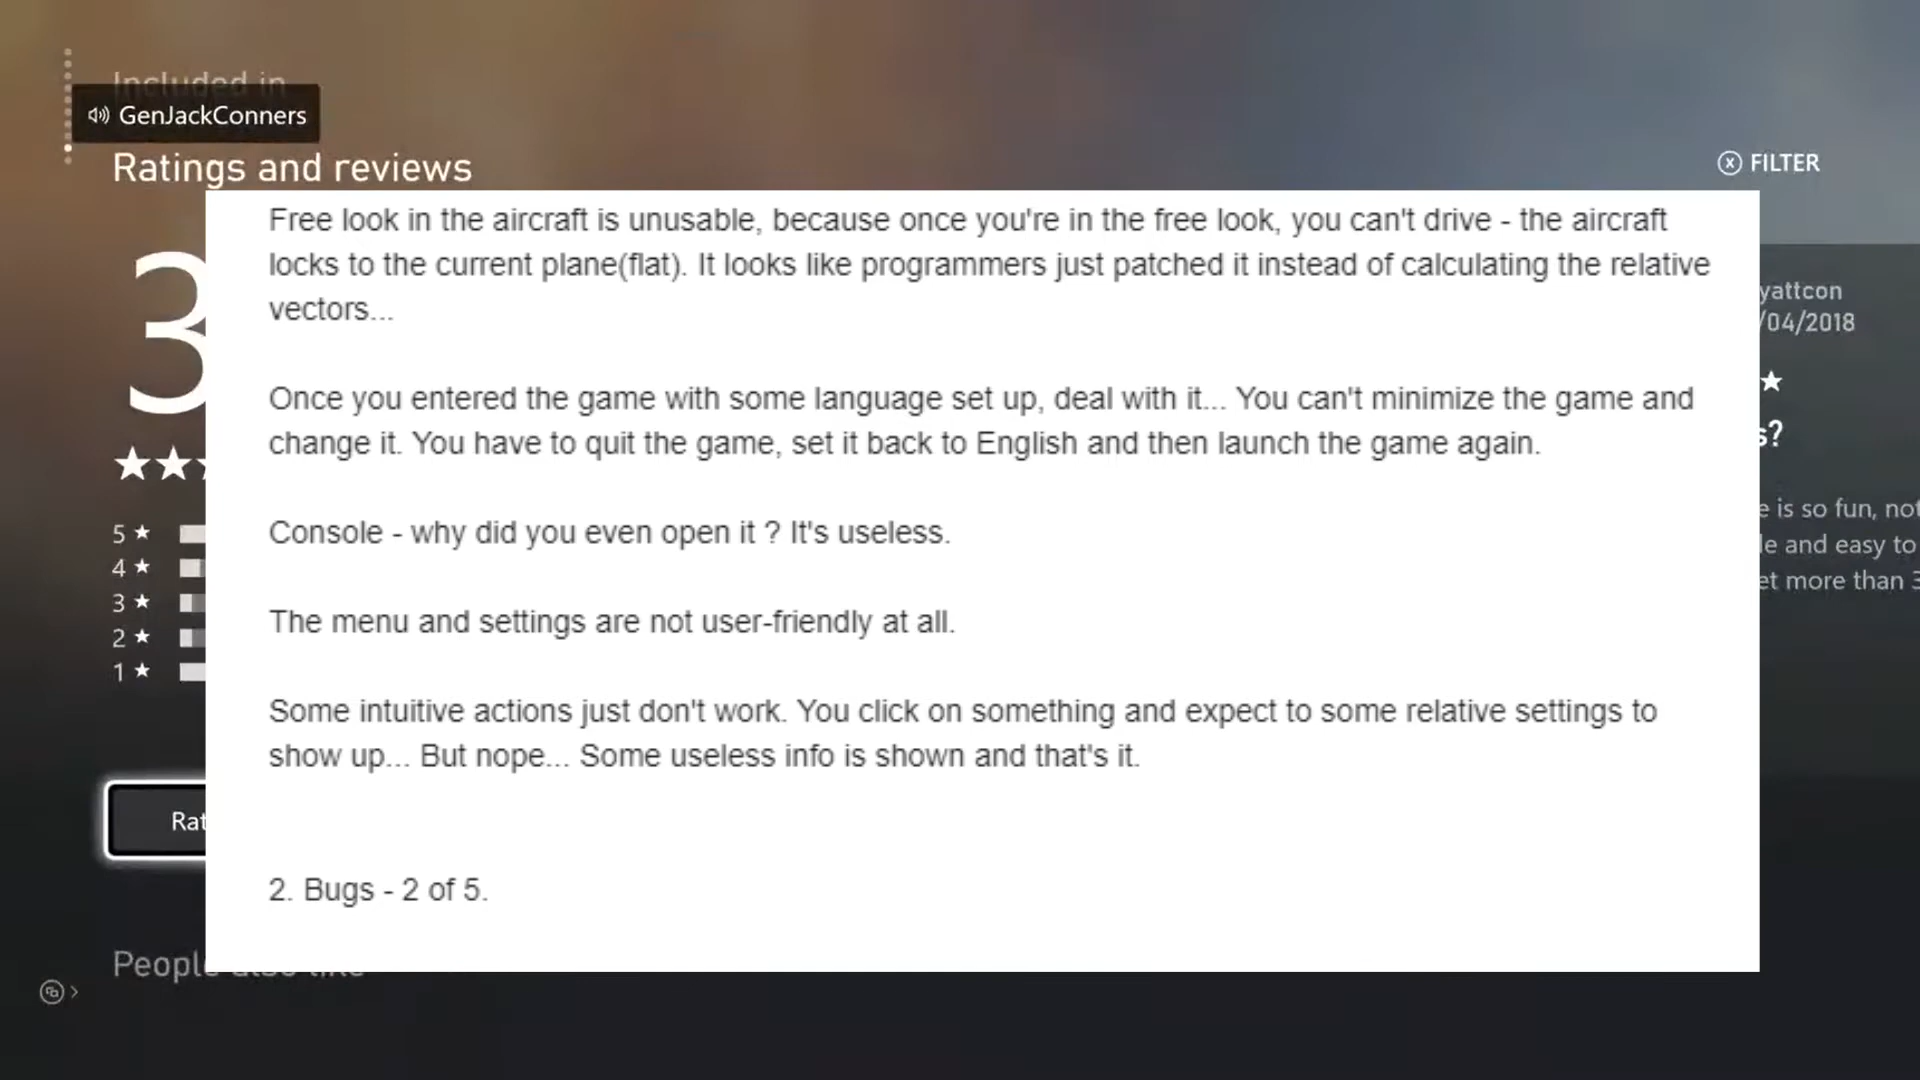 Included in
GenJackConners
Ratings and reviews
FILTER
3
Free look in the aircraft is unusable, because once you're in the free look, you can't drive - the aircraft
locks to the current plane(flat). It looks like programmers just patched it instead of calculating the relative
vectors...
Once you entered the game with some language set up, deal with it... You can't minimize the game and
change it. You have to quit the game, set it back to English and then launch the game again.
Console - why did you even open it ? It's useless.
The menu and settings are not user-friendly at all.
Some intuitive actions just don't work. You click on something and expect to some relative settings to
show up... But nope... Some useless info is shown and that's it.
2. Bugs - 2 of 5.
5 ★
4 ★
3 ★
2 ★
1 ★
Rat
People also like
yattcon
/04/2018
s?
e is so fun, not
le and easy to
et more than 3